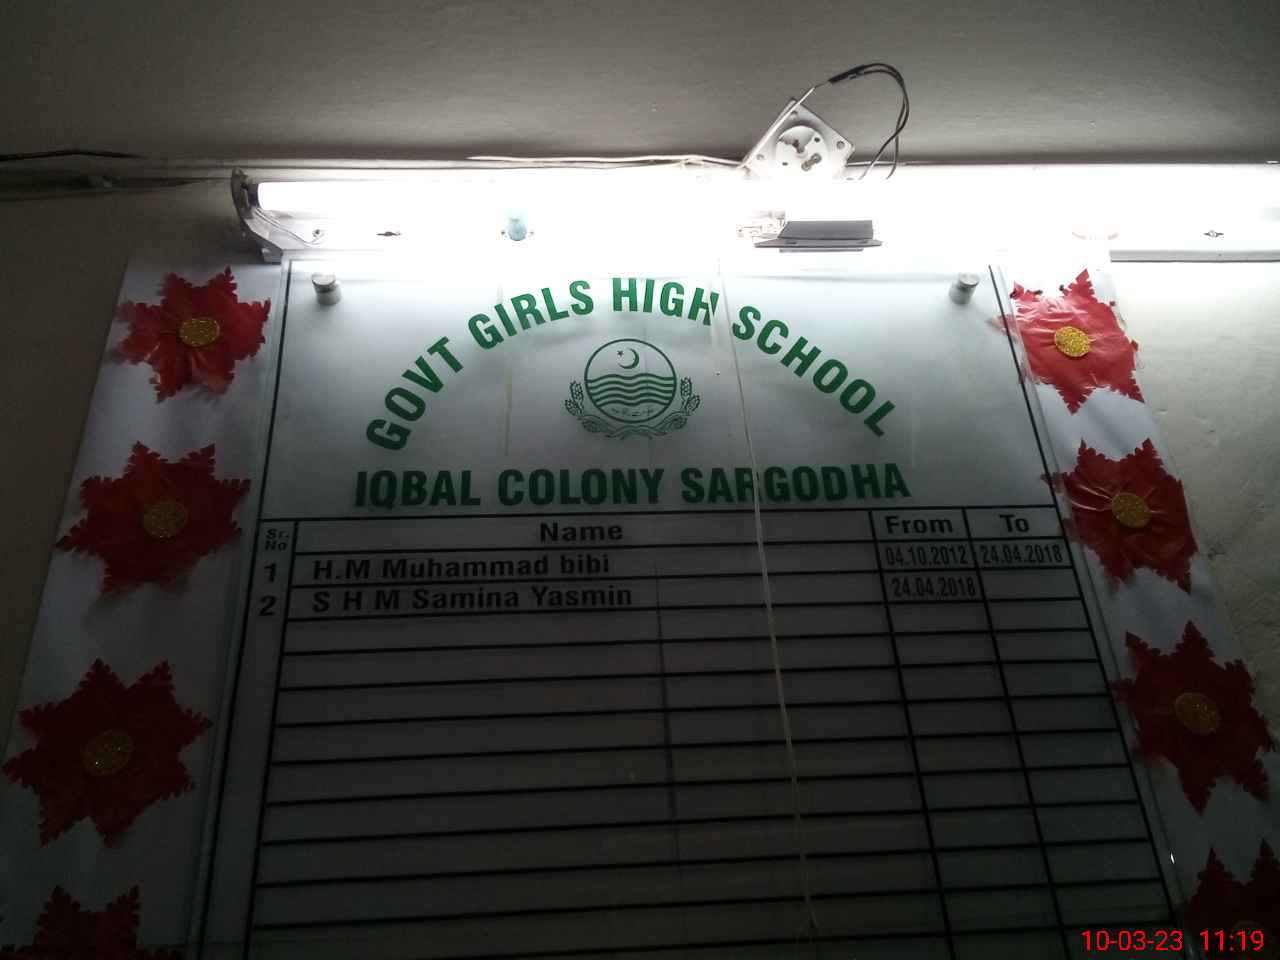 GOVT GIRLS HIGH SCHOOL
IQBAL COLONY SARGODHA
Sr. No Name From To
1 H.M Muhammad bibi 04.10.2012 24.04.2018
2 S H M Samina Yasmin 24.04.2018
10-03-23 11:19